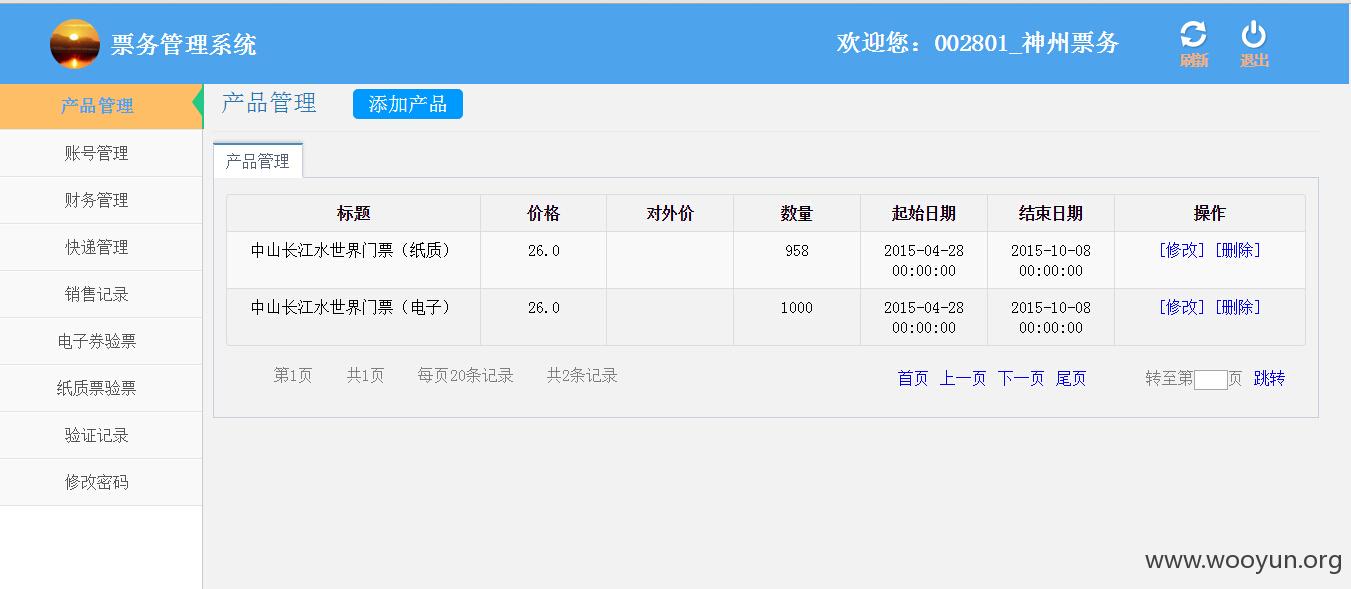 票务管理系统
欢迎您：002801_神州票务
刷新
退出
产品管理
账号管理
财务管理
快递管理
销售记录
电子券验票
纸质票验票
验证记录
修改密码
产品管理 添加产品
产品管理
标题 价格 对外价 数量 起始日期 结束日期 操作
中山长江水世界门票（纸质） 26.0 958 2015-04-28 2015-10-08 [修改] [删除]
00:00:00 00:00:00
中山长江水世界门票（电子） 26.0 1000 2015-04-28 2015-10-08 [修改] [删除]
00:00:00 00:00:00
第1页 共1页 每页20条记录 共2条记录 首页 上一页 下一页 尾页 转至第 页 跳转
www.wooyun.org